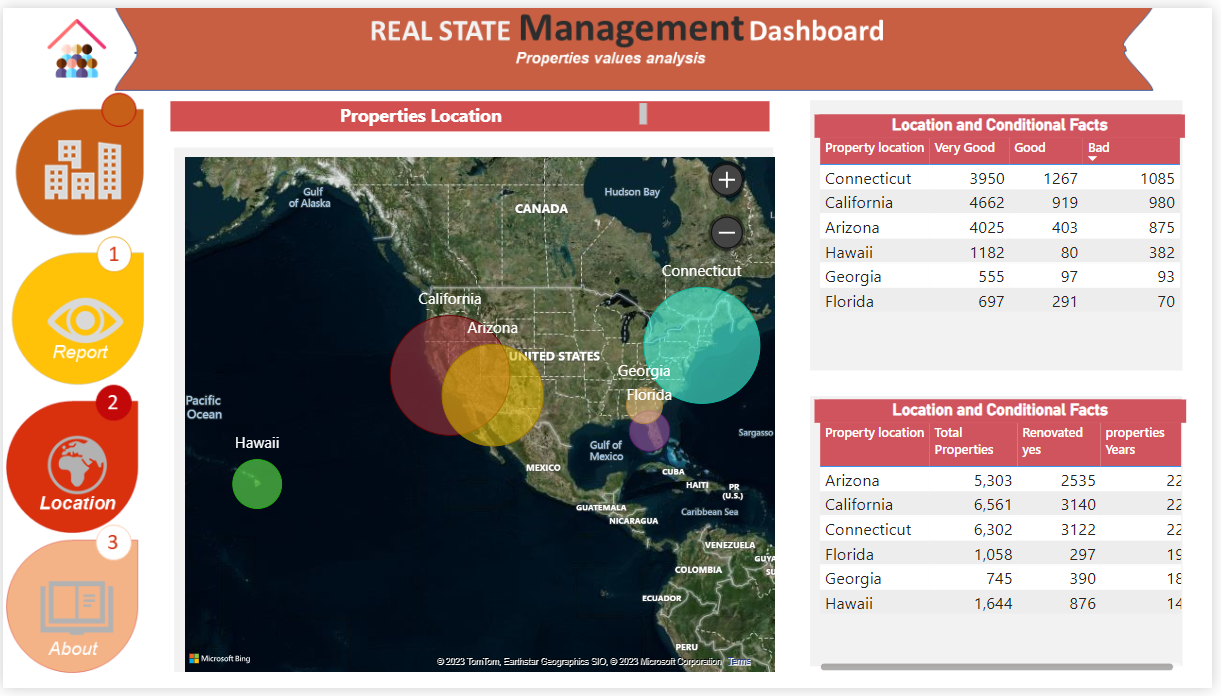 REAL STATE Management Dashboard
Properties values analysis
1
Report
2
Location
3
About
Properties Location
Gulf
of Alaska
Hudson Bay
CANADA
Connecticut
California
Arizona
UNITED STATES
Georgia
Florida
Pacific
Ocean
Hawaii
Gulf of
Mexico
Sargasso
MEXICO
CUBA
HAITI
PR
(U.S.)
GUATEMALA
Caribbean Sea
NICARAGUA
VENEZUELA
GUYA
COLOMBIA
SU
ECUADOR
PERU
Microsoft Bing
© 2023 TomTom, Earthstar Geographics SIO, © 2023 Microsoft Corporation Terms
Location and Conditional Facts
Property location Very Good Good Bad
Connecticut 3950 1267 1085
California 4662 919 980
Arizona 4025 403 875
Hawaii 1182 80 382
Georgia 555 97 93
Florida 697 291 70
Location and Conditional Facts
Property location Total Properties Renovated yes properties Years
Arizona 5,303 2535 22
California 6,561 3140 22
Connecticut 6,302 3122 22
Florida 1,058 297 19
Georgia 745 390 18
Hawaii 1,644 876 14